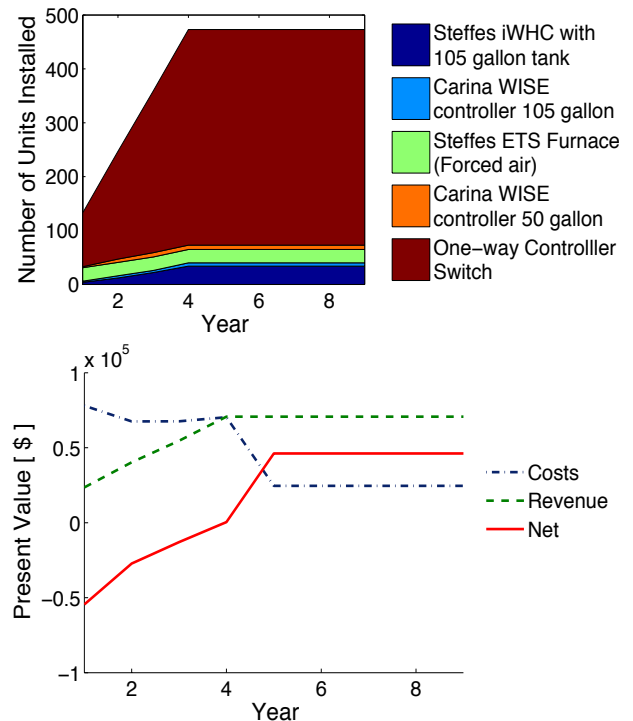 500
400
300
200
100
0
Number of Units Installed
2
4
6
8
Year
Steffes iWHC with
105 gallon tank
Carina WISE
controller 105 gallon
Steffes ETS Furnace
(Forced air)
Carina WISE
controller 50 gallon
One-way Controlller
Switch
x 10^5
1
0.5
0
−0.5
−1
Present Value [ $ ]
2
4
6
8
Year
Costs
Revenue
Net